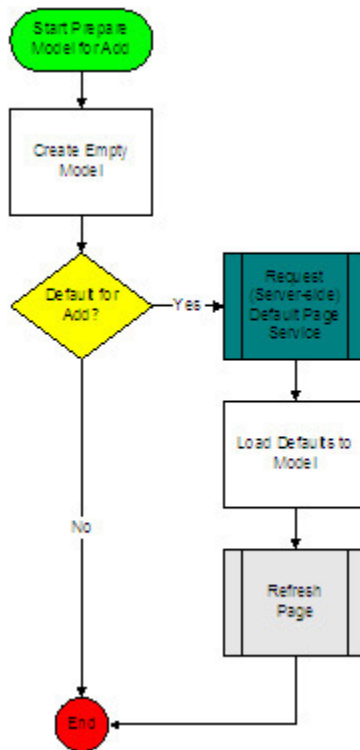 Start Prepare
Model for Add
Create Empty
Model
Default for
Add?
Yes
Request
(Server-side)
Default Page
Service
Load Defaults to
Model
No
Refresh
Page
End